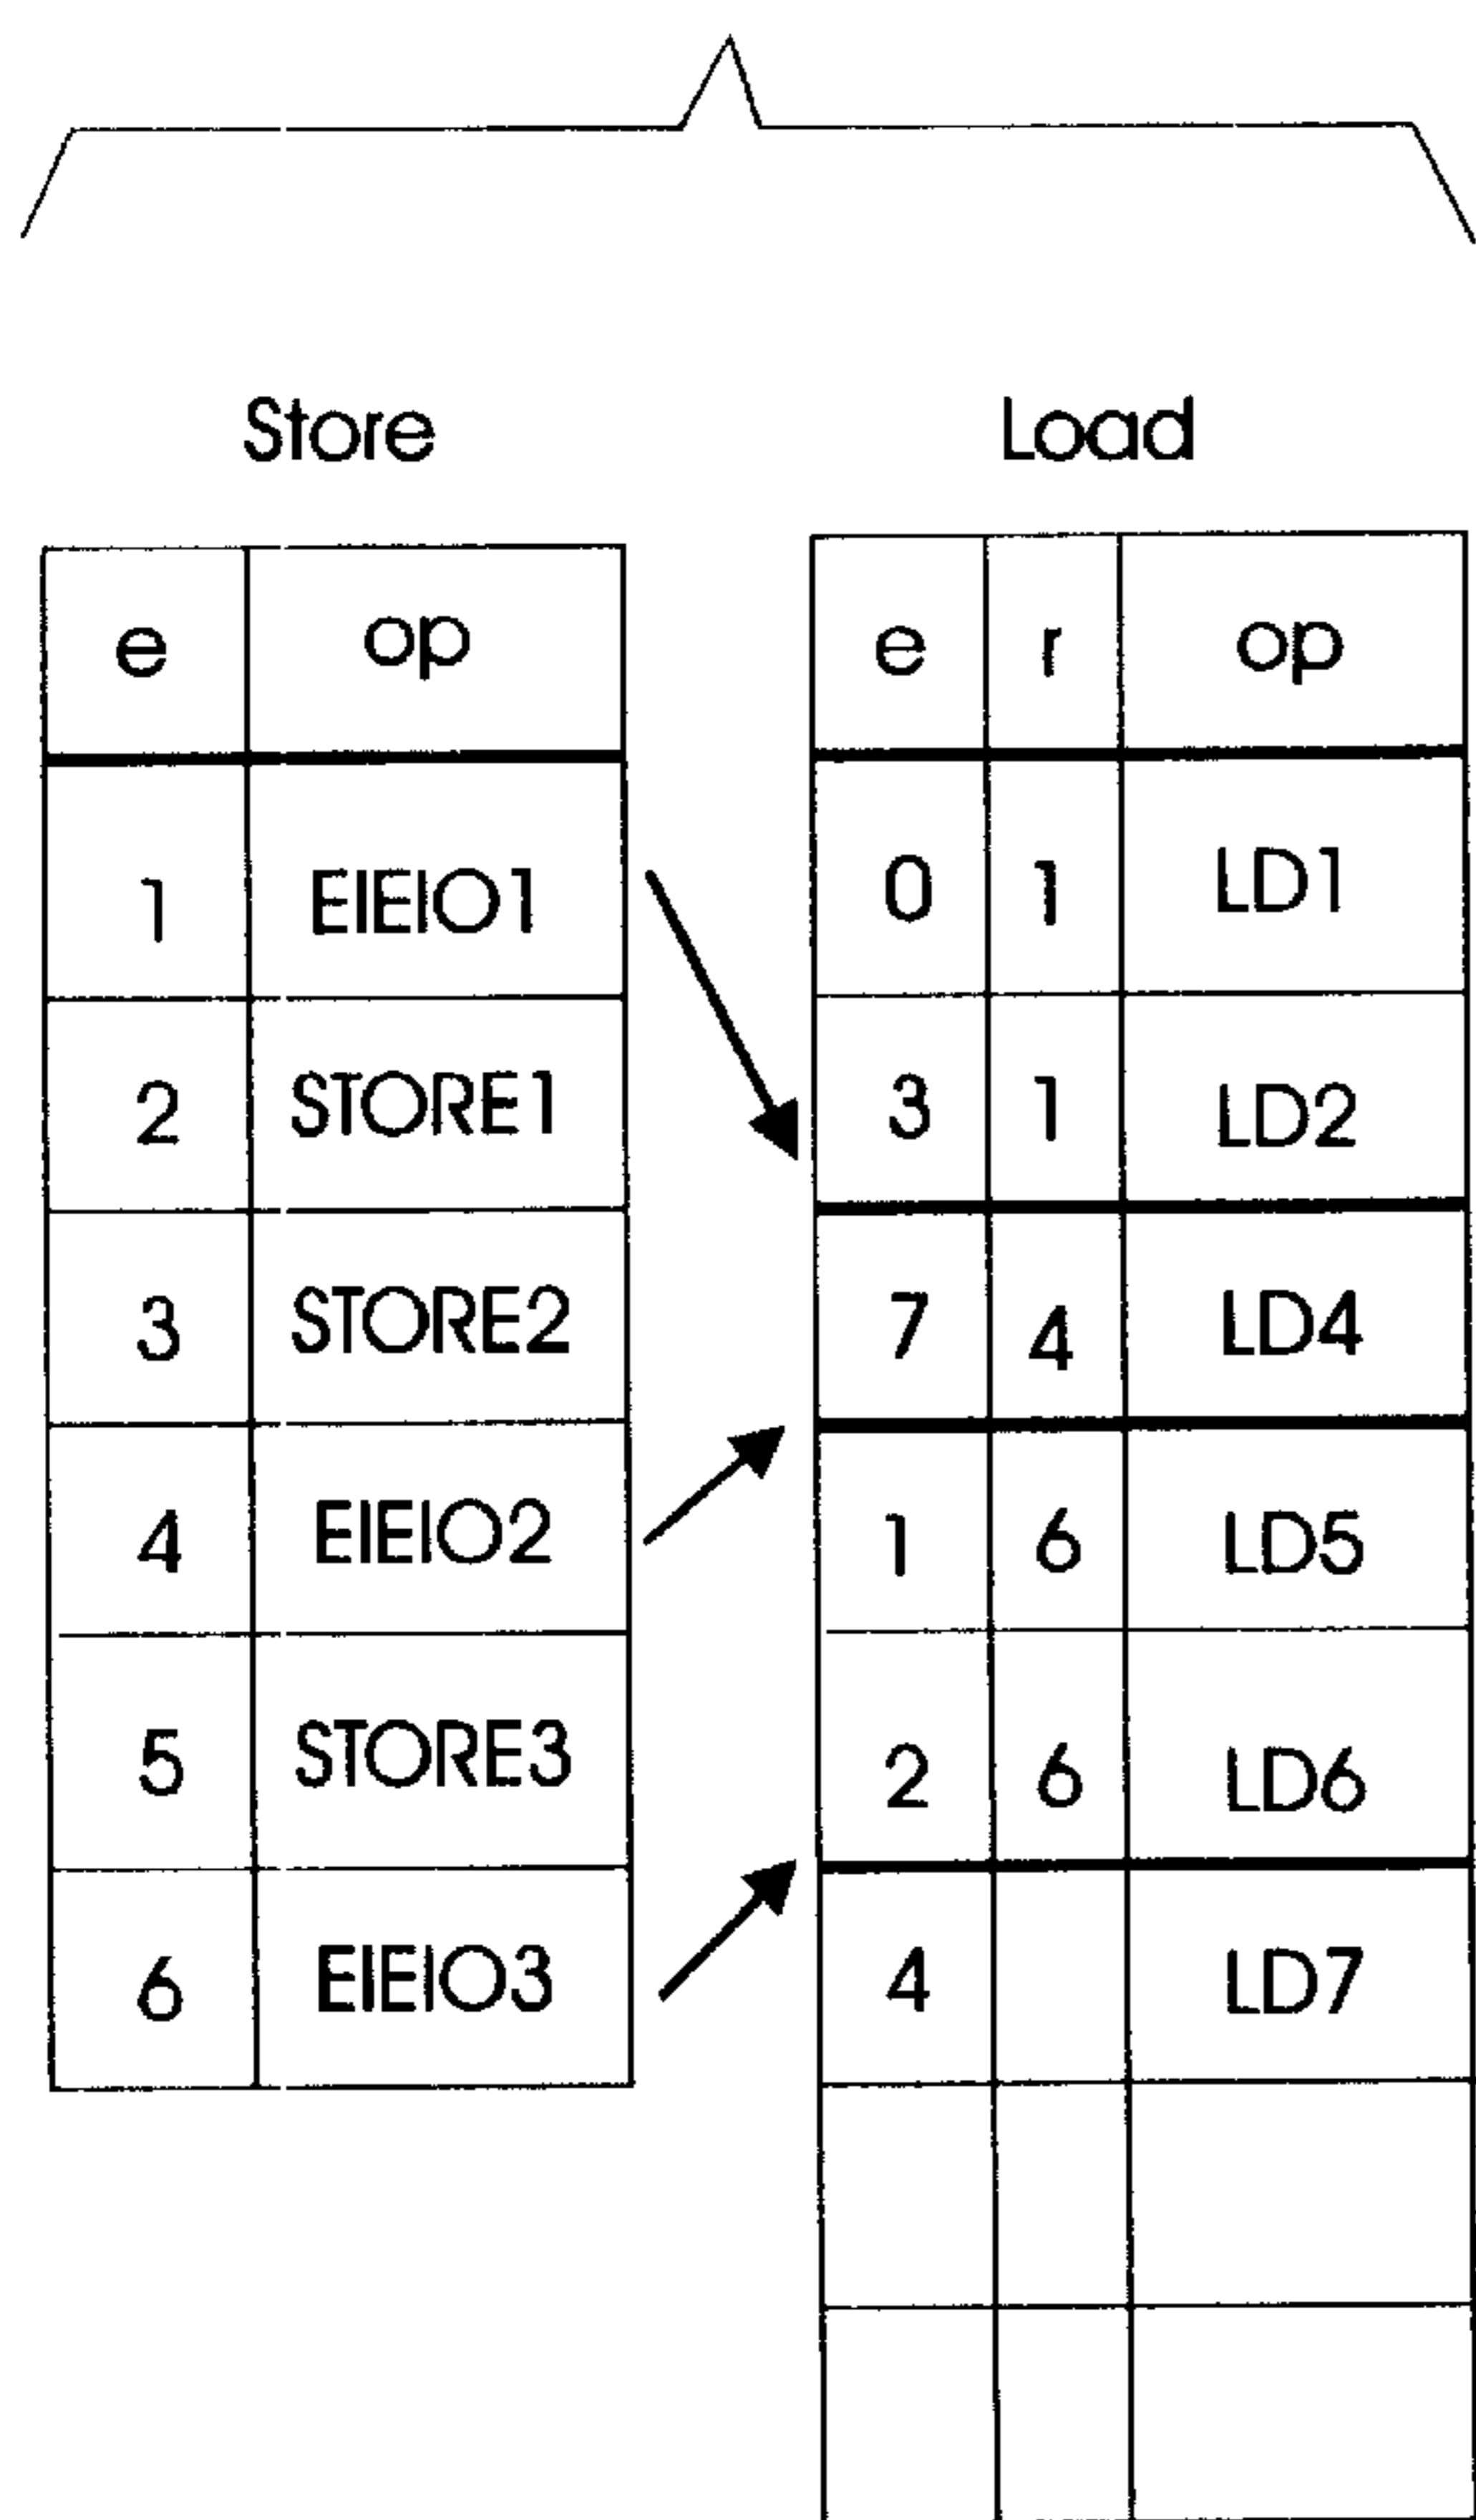 Store Load
e op e r op
1 EIEIO1 0 1 LD1
2 STORE1 3 1 LD2
3 STORE2 7 4 LD4
4 EIEIO2 1 6 LD5
5 STORE3 2 6 LD6
6 EIEIO3 4 LD7